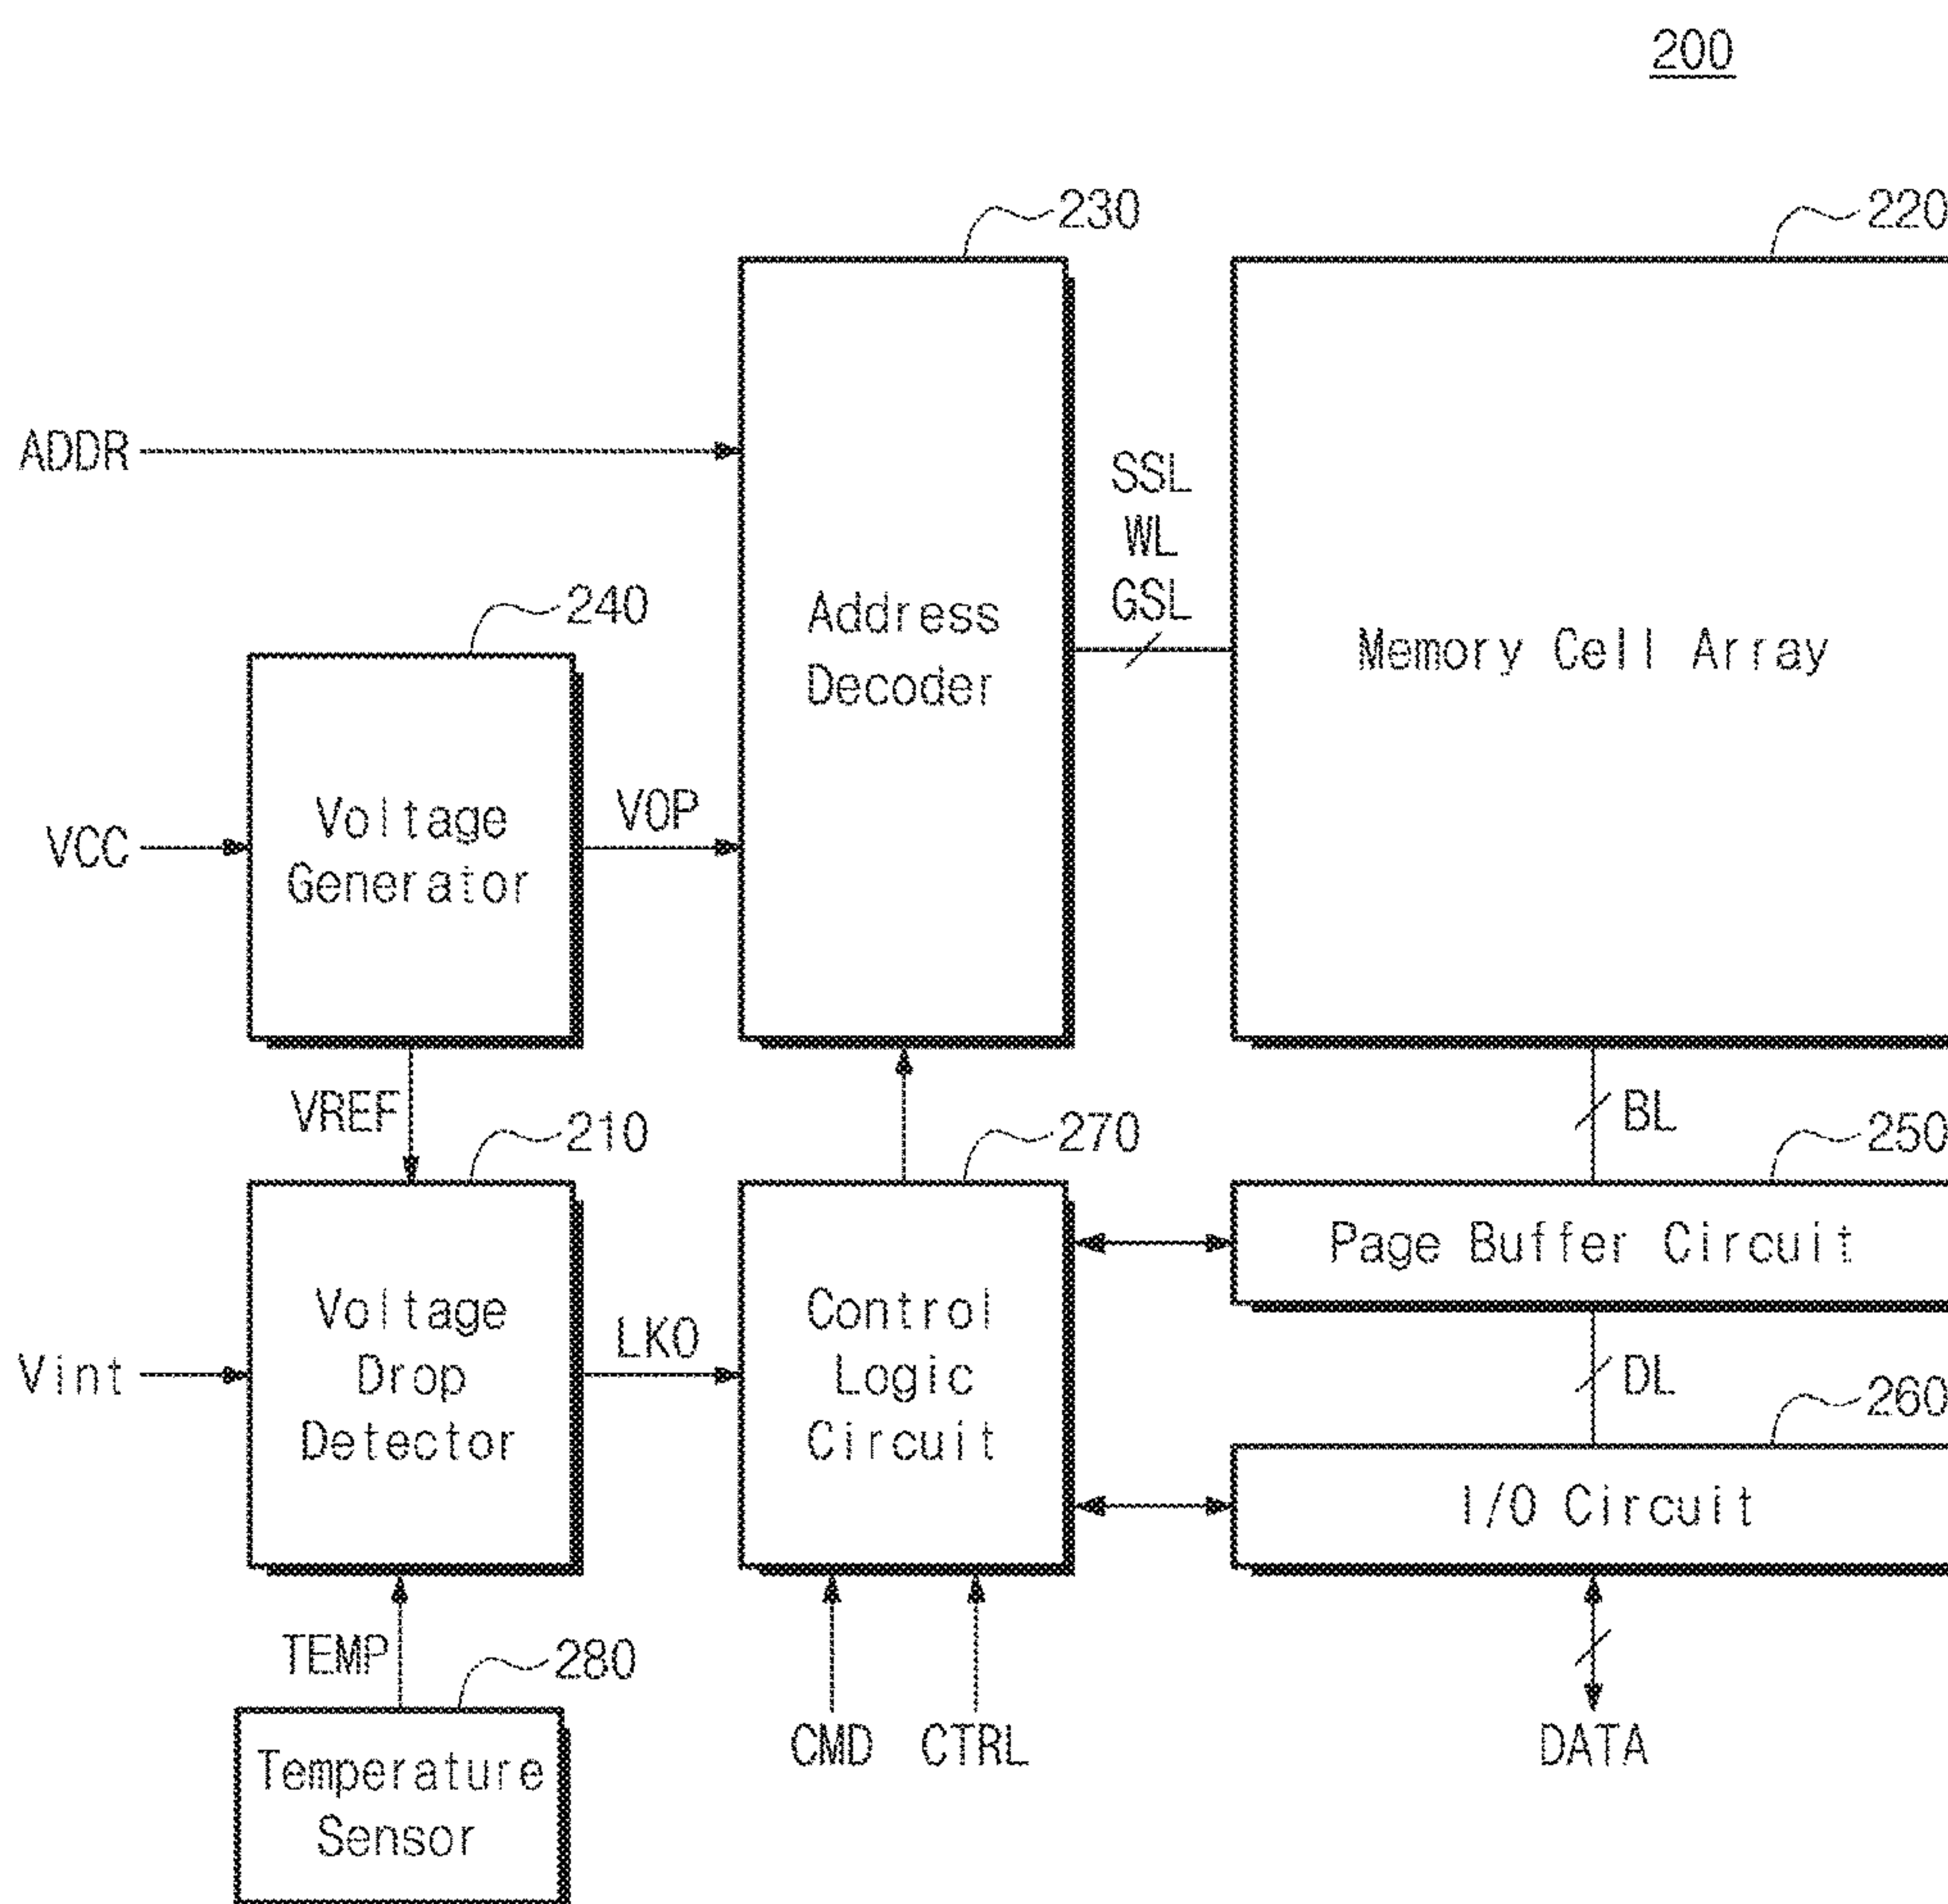 200
230
220
ADDR
SSL
WL
GSL
240
Address
Decoder
Memory Cell Array
VCC
Voltage
Generator
VOP
VREF
210
270
BL
250
Page Buffer Circuit
Vint
Voltage
Drop
Detector
LKO
Control
Logic
Circuit
DL
260
I/O Circuit
TEMP
280
CMD
CTRL
DATA
Temperature
Sensor